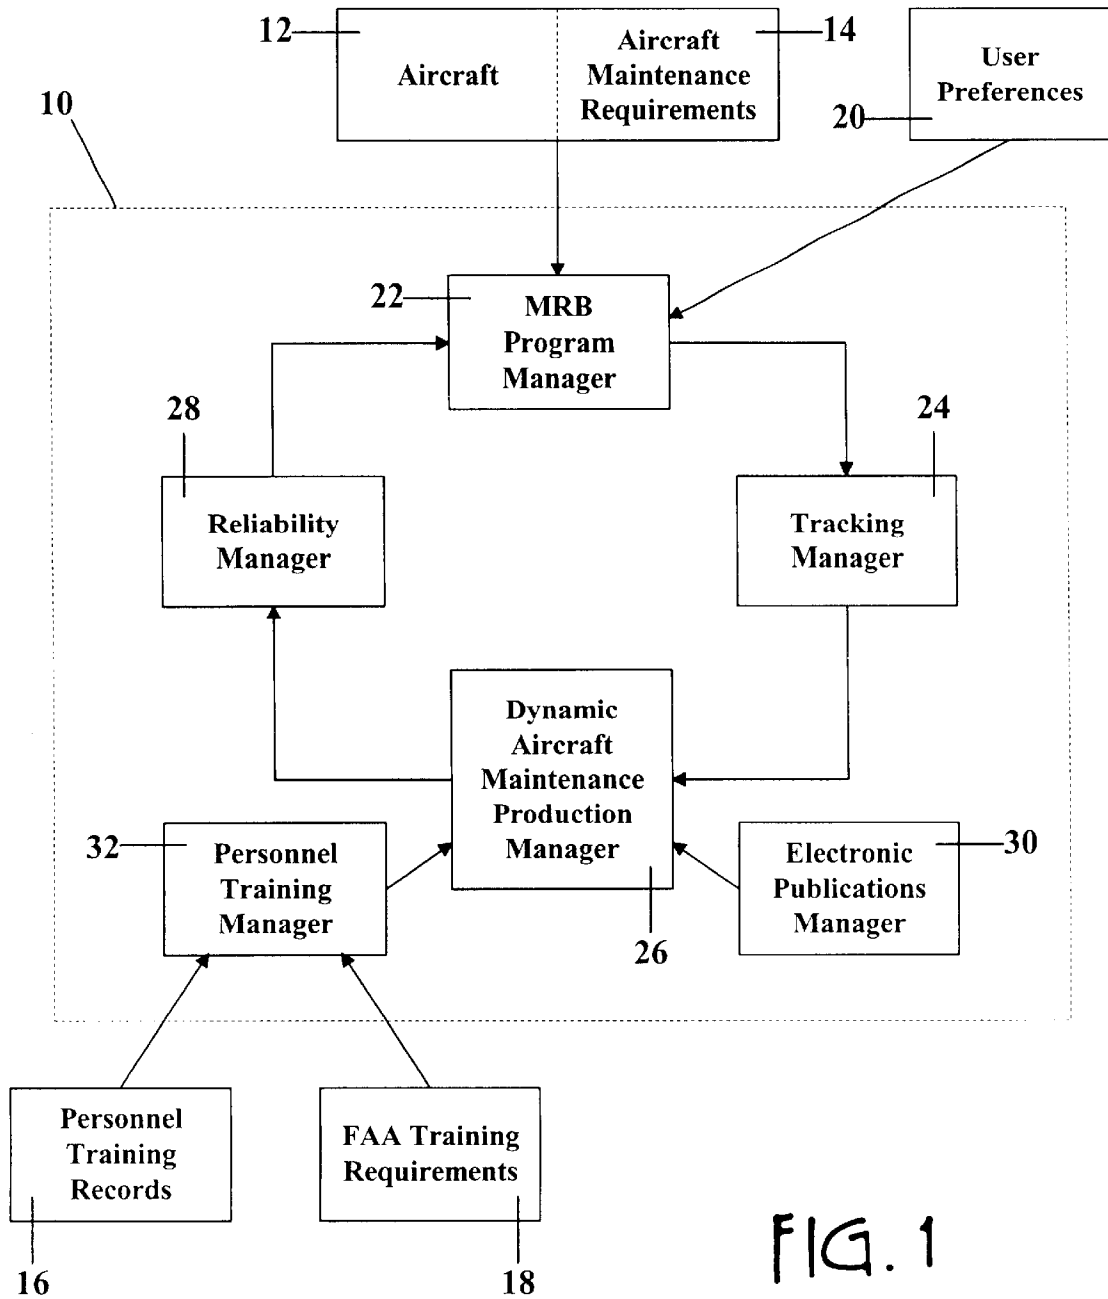 12
Aircraft
Aircraft
Maintenance
Requirements
14
User
Preferences
20
10
22
MRB
Program
Manager
28
Reliability
Manager
24
Tracking
Manager
Dynamic
Aircraft
Maintenance
Production
Manager
26
32
Personnel
Training
Manager
Electronic
Publications
Manager
30
Personnel
Training
Records
16
FAA Training
Requirements
18
FIG. 1